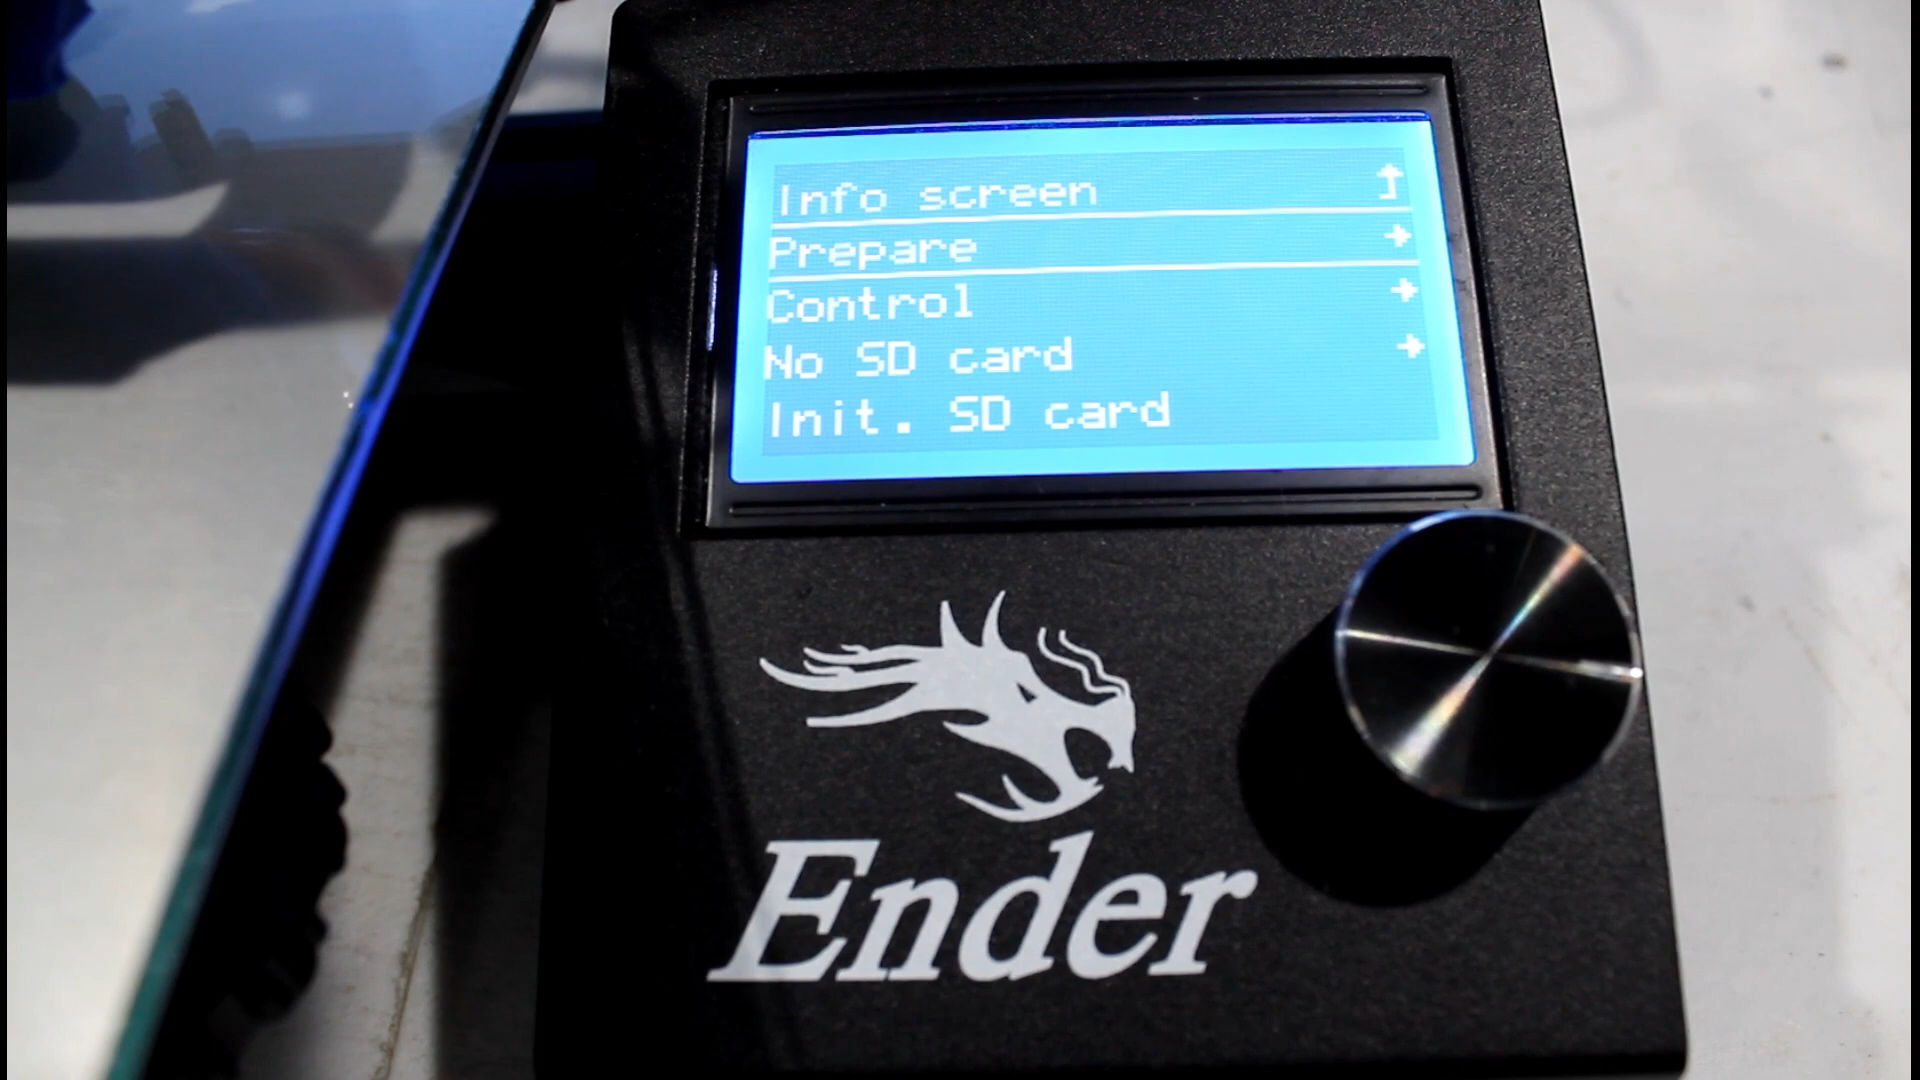 Info screen
Prepare
Control
No SD card
Init. SD card
Ender